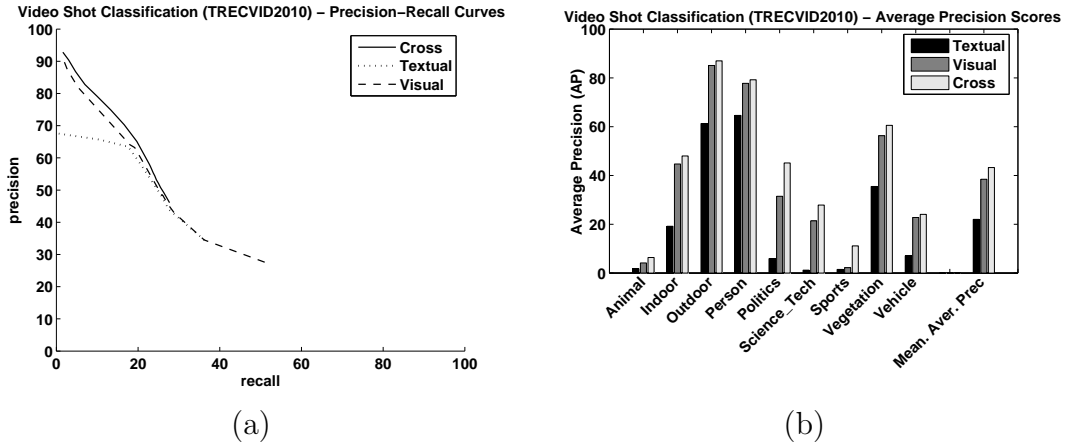 Video Shot Classification (TRECVID2010) – Precision–Recall Curves
100
90
80
70
60
50
40
30
20
10
0
precision
0
20
40
60
80
100
recall
Cross
Textual
Visual
(a)
Video Shot Classification (TRECVID2010) – Average Precision Scores
100
80
60
40
20
0
Average Precision (AP)
Textual
Visual
Cross
Animal
Indoor
Outdoor
Person
Politics
Science_Tech
Sports
Vegetation
Vehicle
Mean. Aver. Prec
(b)